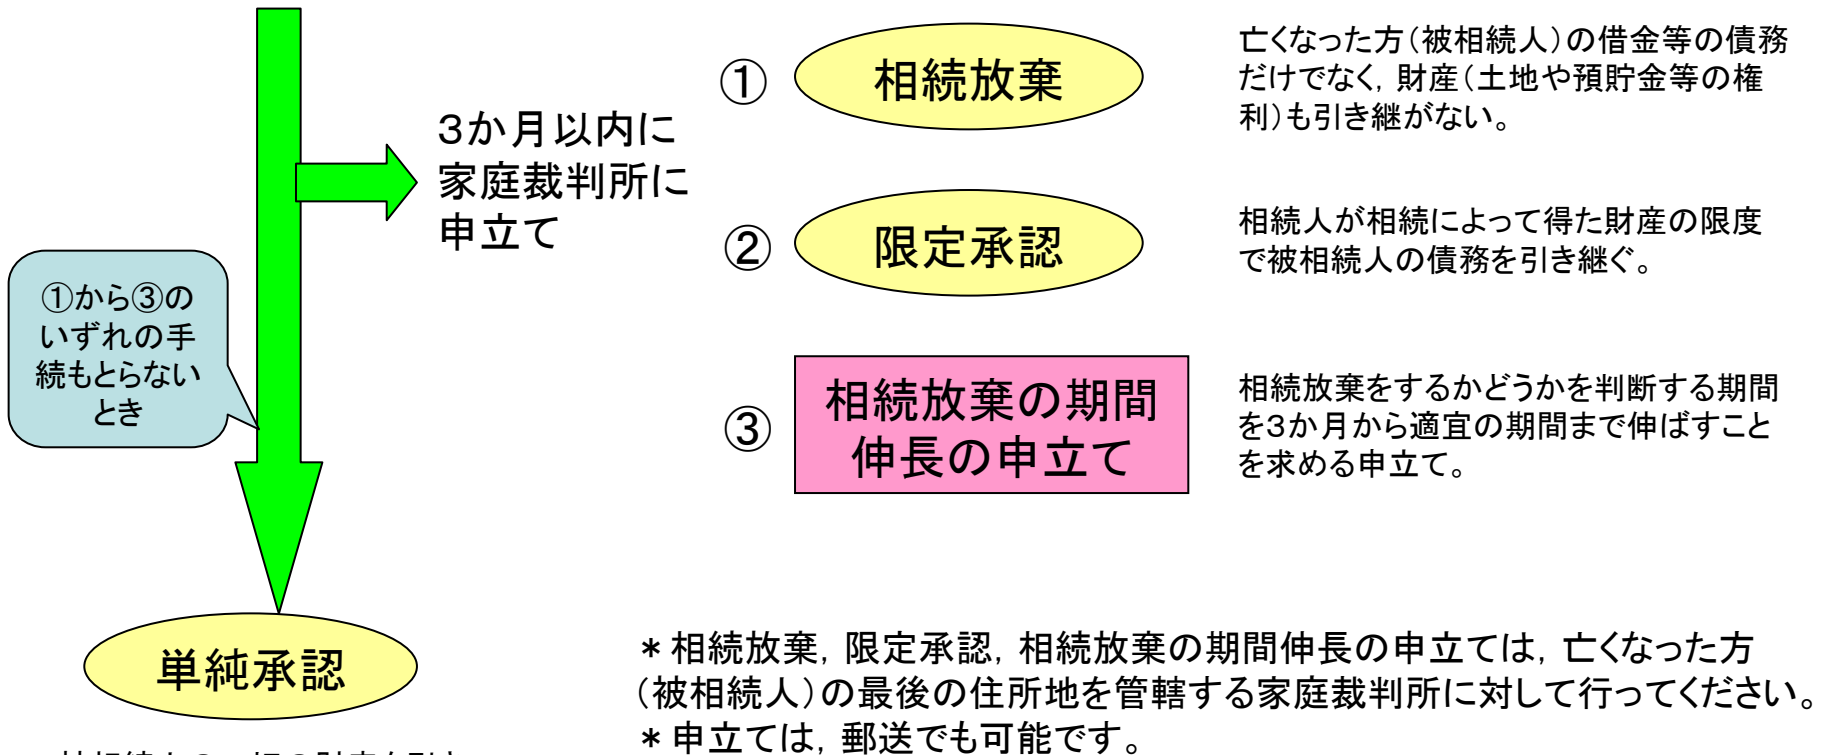 3か月以内に
家庭裁判所に
申立て
①
相続放棄
亡くなった方(被相続人)の借金等の債務
だけでなく,財産(土地や預貯金等の権
利)も引き継がない。
②
限定承認
相続人が相続によって得た財産の限度
で被相続人の債務を引き継ぐ。
①から③の
いずれの手
続もとらない
とき
③
相続放棄の期間
伸長の申立て
相続放棄をするかどうかを判断する期間
を3か月から適宜の期間まで伸ばすこと
を求める申立て。
単純承認
*相続放棄,限定承認,相続放棄の期間伸長の申立ては,亡くなった方
(被相続人)の最後の住所地を管轄する家庭裁判所に対して行ってください。
*申立ては,郵送でも可能です。